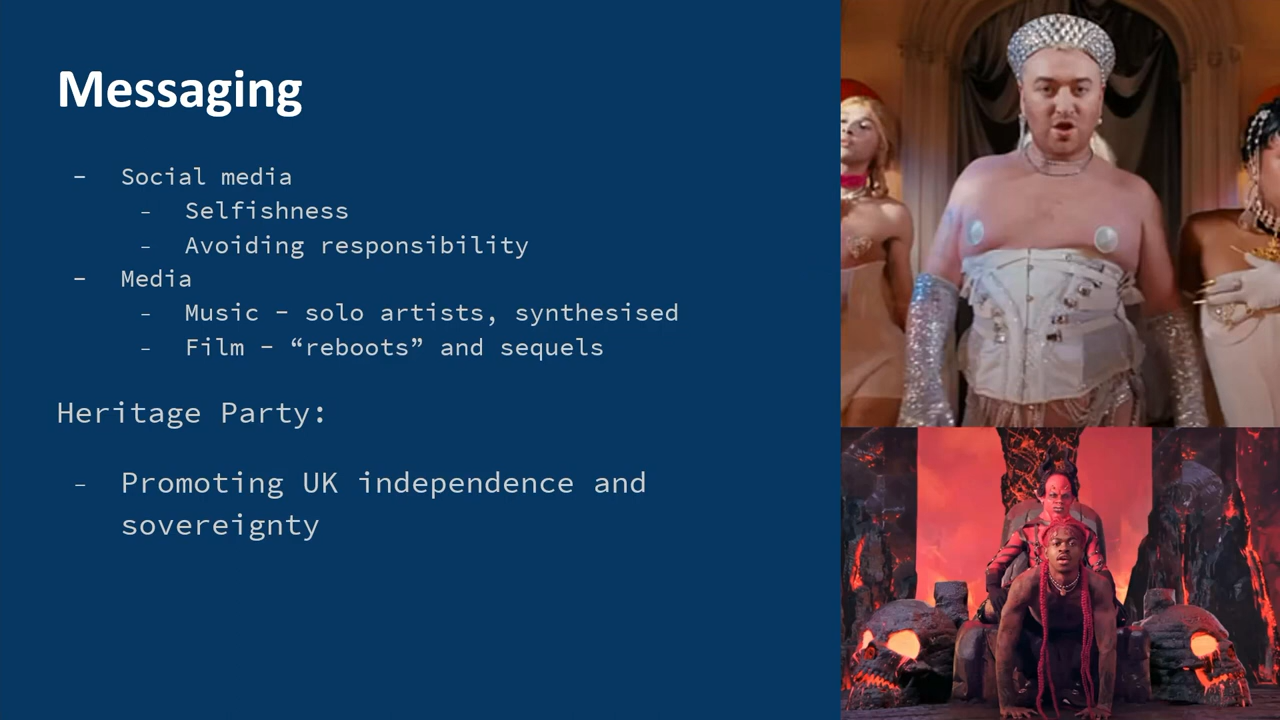 Messaging
- Social media
- Selfishness
- Avoiding responsibility
- Media
- Music - solo artists, synthesised
- Film - “reboots” and sequels
Heritage Party:
- Promoting UK independence and
sovereignty